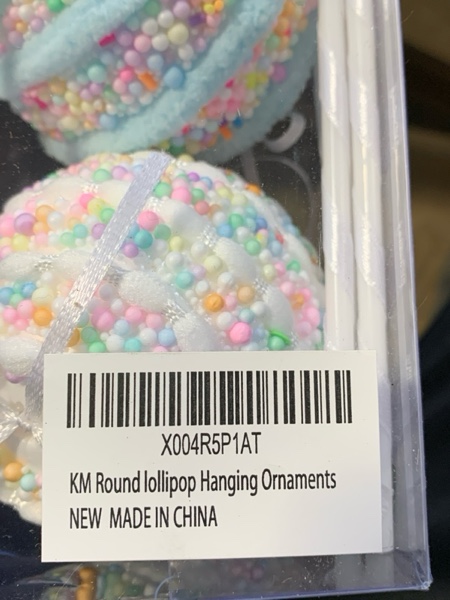 X004R5P1AT
KM Round lollipop Hanging Ornaments
NEW MADE IN CHINA